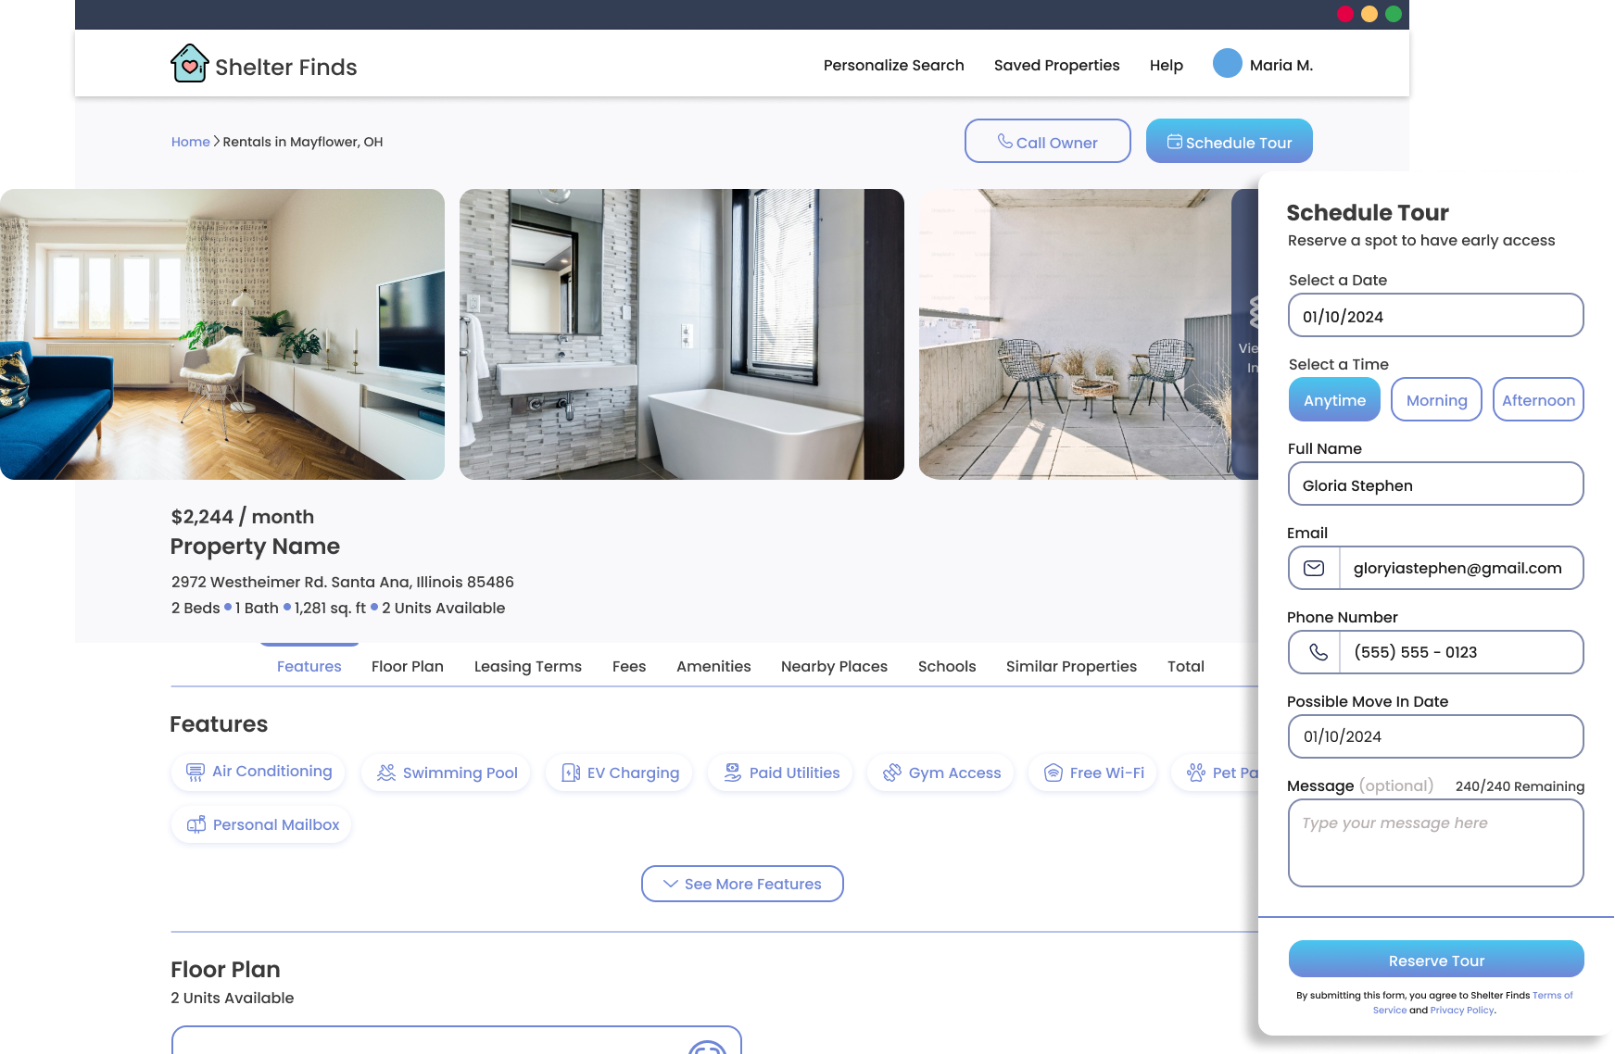 Shelter Finds
Personalize Search
Saved Properties
Help
Maria M.
Home
Rentals in Mayflower, OH
Call Owner
Schedule Tour
$2,244 / month
Property Name
2972 Westheimer Rd. Santa Ana, Illinois 85486
2 Beds • 1 Bath • 1,281 sq. ft • 2 Units Available
Features
Floor Plan
Leasing Terms
Fees
Amenities
Nearby Places
Schools
Similar Properties
Total
Features
Air Conditioning
Swimming Pool
EV Charging
Paid Utilities
Gym Access
Free Wi-Fi
Pet
Personal Mailbox
See More Features
Floor Plan
2 Units Available
Schedule Tour
Reserve a spot to have early access
Select a Date
01/10/2024
Select a Time
Anytime
Morning
Afternoon
Full Name
Gloria Stephen
Email
gloryiastephen@gmail.com
Phone Number
(555) 555 - 0123
Possible Move In Date
01/10/2024
Message (optional)
240/240 Remaining
Type your message here
Reserve Tour
By submitting this form, you agree to Shelter Finds Terms of
Service and Privacy Policy.